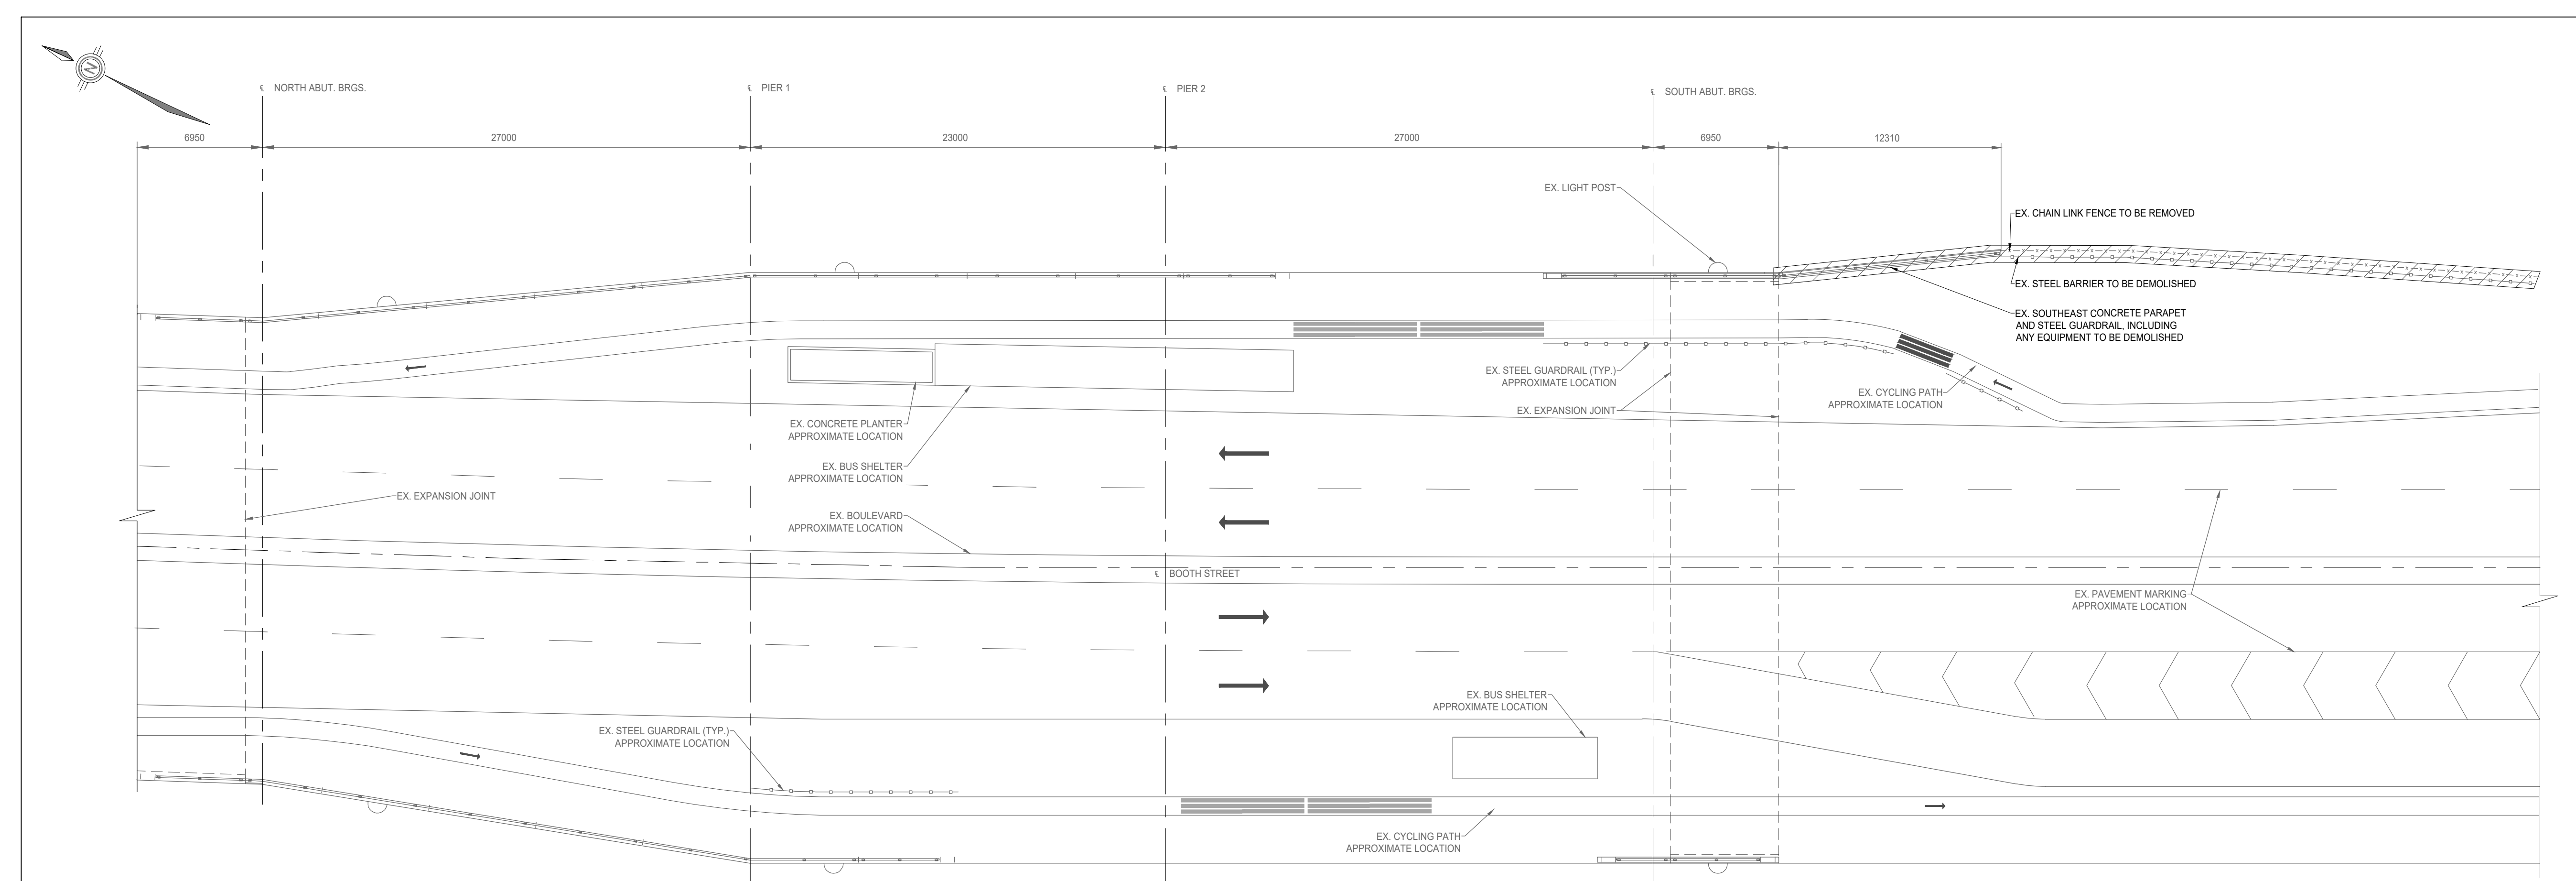 N
℄ NORTH ABUT. BRGS.
℄ PIER 1
℄ PIER 2
℄ SOUTH ABUT. BRGS.
6950
27000
23000
27000
6950
12310
EX. LIGHT POST
EX. CHAIN LINK FENCE TO BE REMOVED
EX. STEEL BARRIER TO BE DEMOLISHED
EX. SOUTHEAST CONCRETE PARAPET
AND STEEL GUARDRAIL, INCLUDING
ANY EQUIPMENT TO BE DEMOLISHED
EX. STEEL GUARDRAIL (TYP.)
APPROXIMATE LOCATION
EX. CYCLING PATH
APPROXIMATE LOCATION
EX. EXPANSION JOINT
EX. CONCRETE PLANTER
APPROXIMATE LOCATION
EX. BUS SHELTER
APPROXIMATE LOCATION
EX. EXPANSION JOINT
EX. BOULEVARD
APPROXIMATE LOCATION
℄ BOOTH STREET
EX. PAVEMENT MARKING
APPROXIMATE LOCATION
EX. BUS SHELTER
APPROXIMATE LOCATION
EX. STEEL GUARDRAIL (TYP.)
APPROXIMATE LOCATION
EX. CYCLING PATH
APPROXIMATE LOCATION